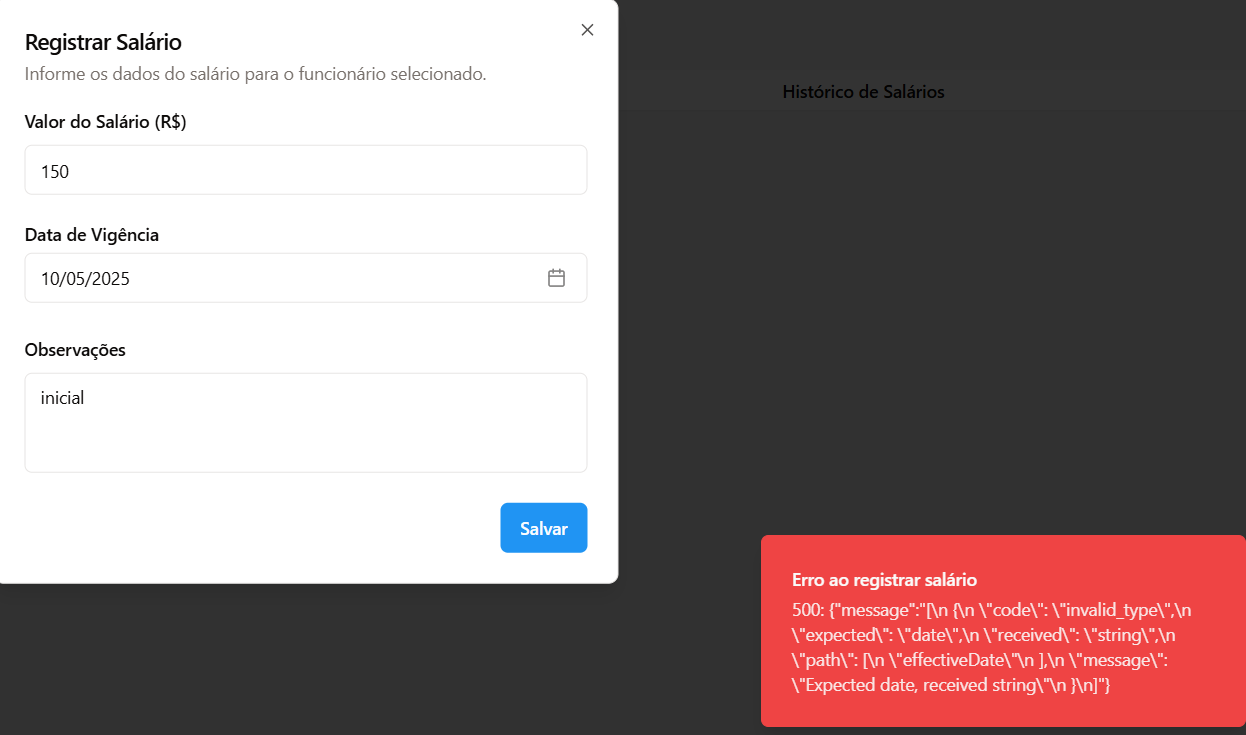 Registrar Salário
Informe os dados do salário para o funcionário selecionado.
Valor do Salário (R$)
150
Data de Vigência
10/05/2025
Observações
inicial
Salvar
Histórico de Salários
Erro ao registrar salário
500: {"message":"[\n {\n \"code\": \"invalid_type\",\n
\"expected\": \"date\",\n \"received\": \"string\",\n
\"path\": [\n \"effectiveDate\"\n ],\n \"message\":
\"Expected date, received string\"\n }\n]"}